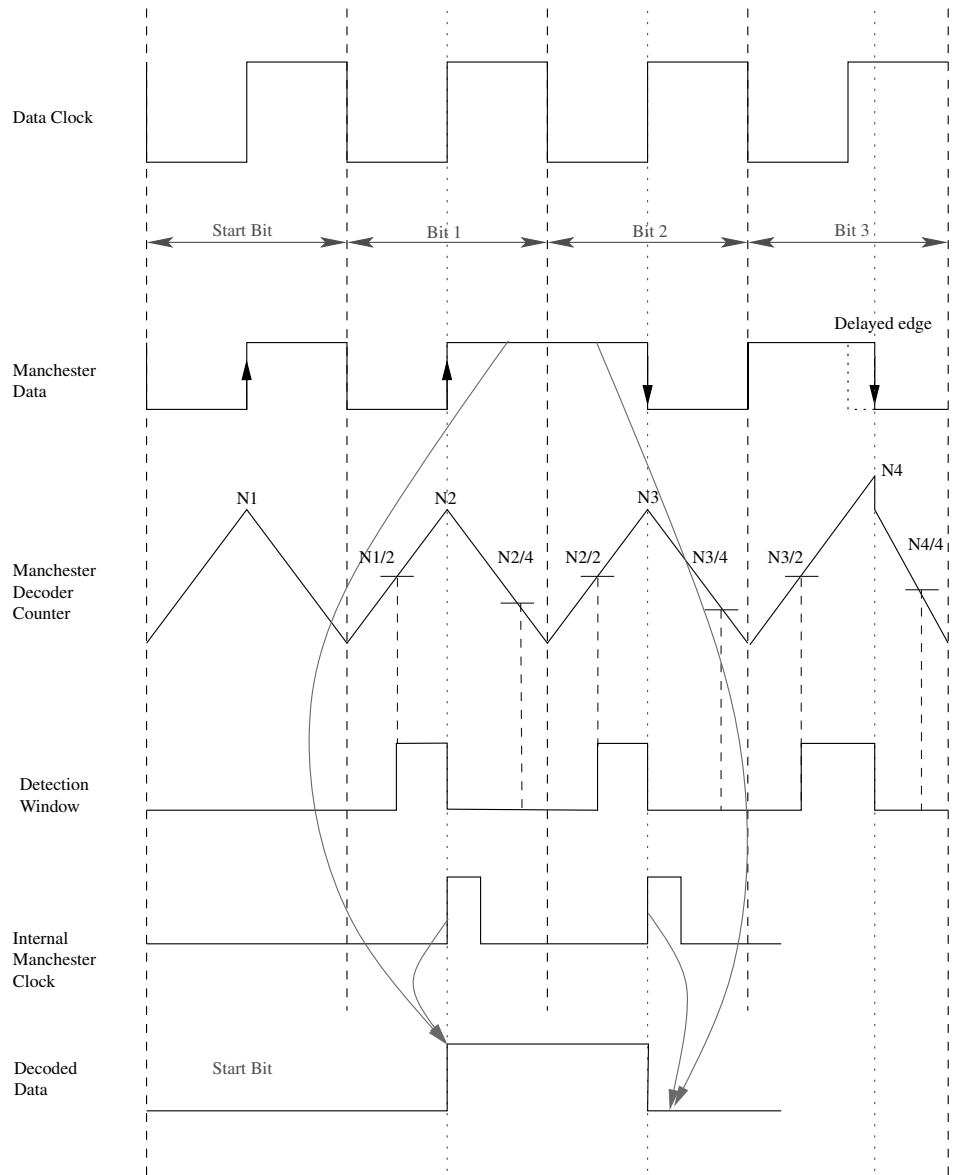 Data Clock
Start Bit
Bit 1
Bit 2
Bit 3
Delayed edge
Manchester
Data
N1
N2
N3
N4
N1/2
N2/4
N2/2
N3/4
N3/2
N4/4
Manchester
Decoder
Counter
Detection
Window
Internal
Manchester
Clock
Decoded
Data
Start Bit